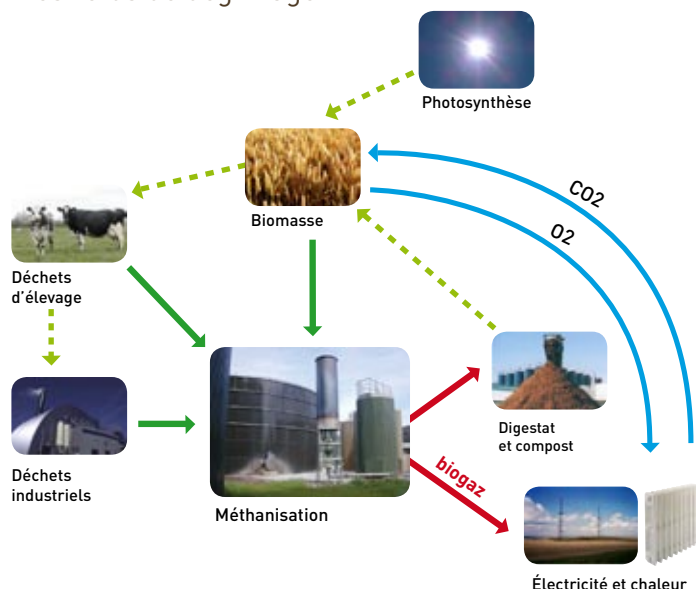 Photosynthèse
Biomasse
CO2
O2
Déchets
d'élevage
Digestat
et compost
Déchets
industriels
biogaz
Méthanisation
Électricité et chaleur